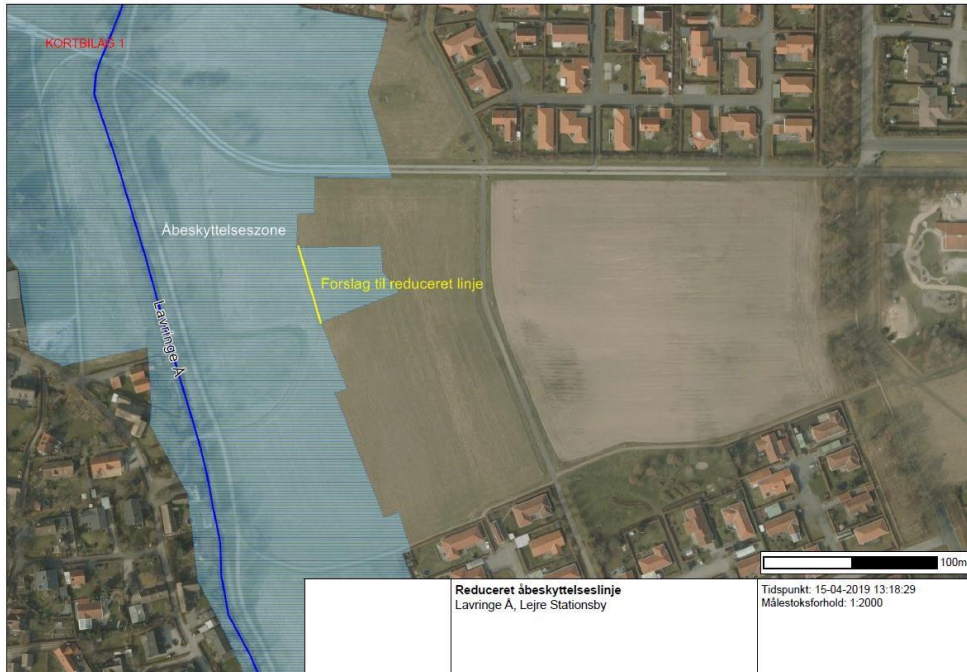 KORTBILAG 1
Åbeskyttelseszone
Forslag til reduceret linje
Lavringe Å
100m
Reduceret åbeskyttelseslinje
Lavringe Å, Lejre Stationsby
Tidspunkt: 15-04-2019 13:18:29
Målestoksforhold: 1:2000